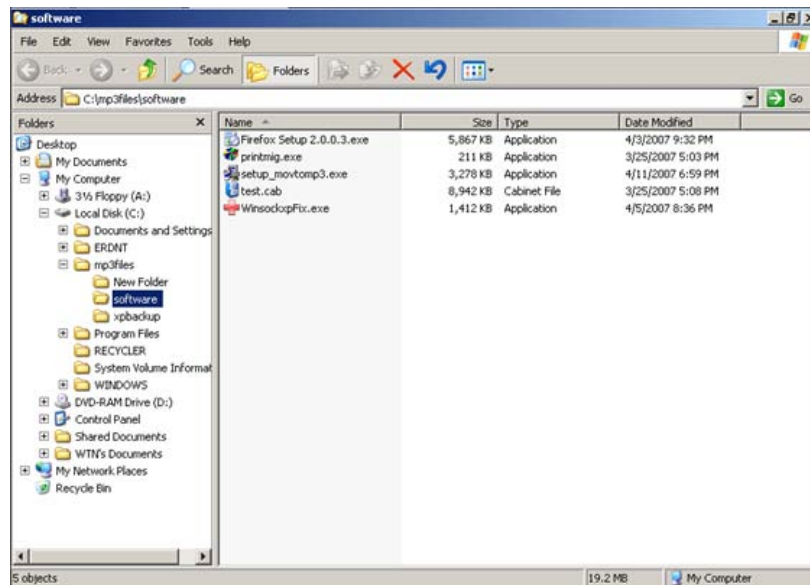 software
File Edit View Favorites Tools Help
Back Search Folders
Address C:\mp3files\software Go
Folders X Name Size Type Date Modified
Desktop
My Documents
My Computer
3½ Floppy (A:)
Local Disk (C:)
Documents and Settings
ERDNT
mp3files
New Folder
software
xpbackup
Program Files
RECYCLER
System Volume Informat
WINDOWS
DVD-RAM Drive (D:)
Control Panel
Shared Documents
WTN's Documents
My Network Places
Recycle Bin
Firefox Setup 2.0.0.3.exe 5,867 KB Application 4/3/2007 9:32 PM
printmig.exe 211 KB Application 3/25/2007 5:03 PM
setup_movtomp3.exe 3,278 KB Application 4/11/2007 6:59 PM
test.cab 8,942 KB Cabinet File 3/25/2007 5:08 PM
WinsockxpFix.exe 1,412 KB Application 4/5/2007 8:36 PM
5 objects 19.2 MB My Computer